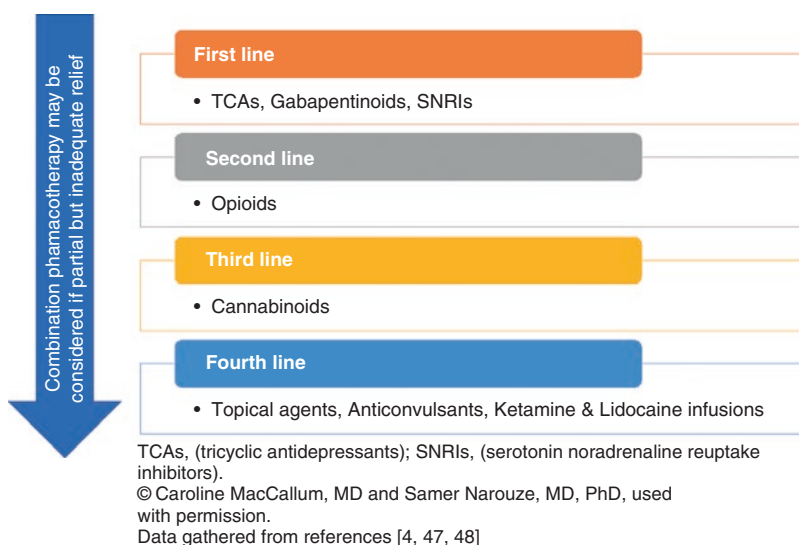 Combination phamacotherapy may be
considered if partial but inadequate relief
First line
• TCAs, Gabapentinoids, SNRIs
Second line
• Opioids
Third line
• Cannabinoids
Fourth line
• Topical agents, Anticonvulsants, Ketamine & Lidocaine infusions
TCAs, (tricyclic antidepressants); SNRIs, (serotonin noradrenaline reuptake
inhibitors).
© Caroline MacCallum, MD and Samer Narouze, MD, PhD, used
with permission.
Data gathered from references [4, 47, 48]